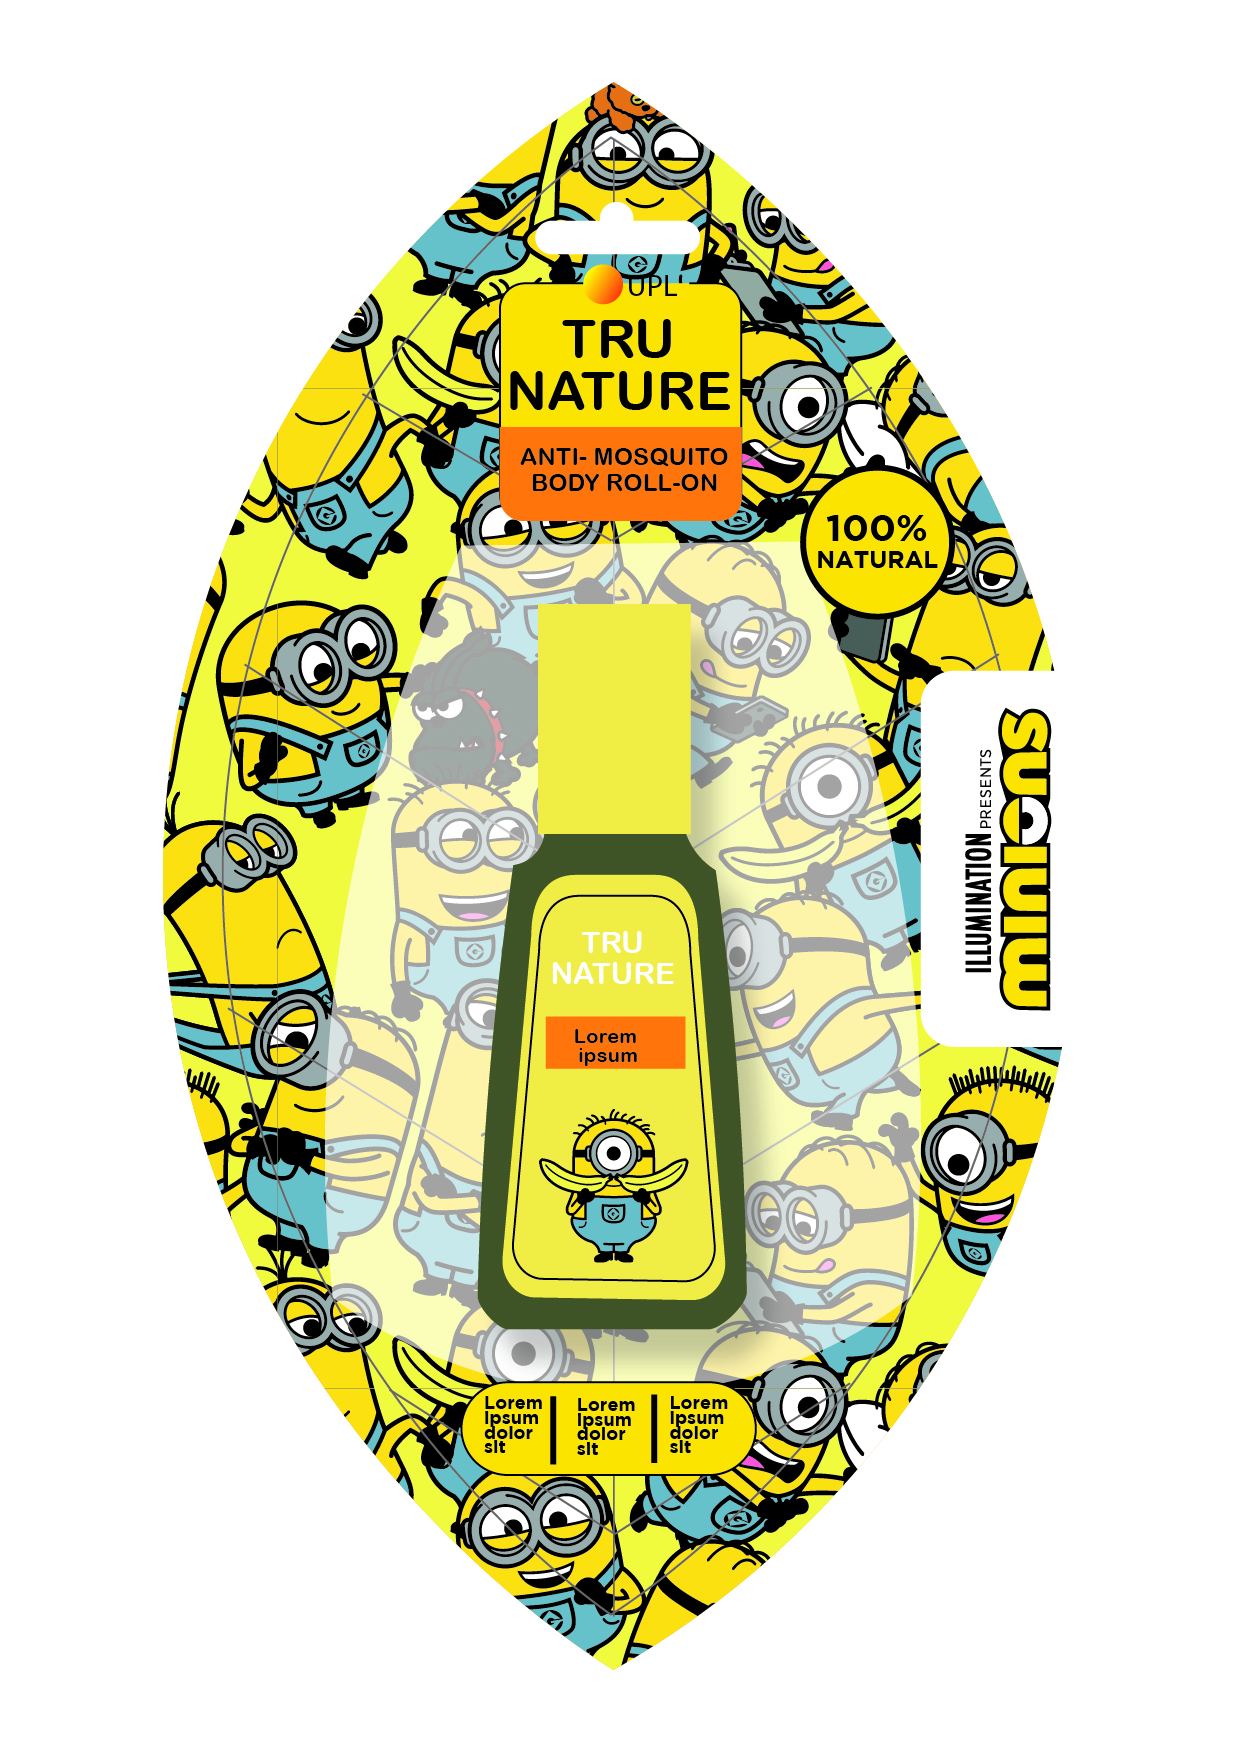 UPL
TRU
NATURE
ANTI- MOSQUITO
BODY ROLL-ON
100%
NATURAL
ILLUMINATION
PRESENTS
minions
TRU
NATURE
Lorem
ipsum
Lorem
Ipsum
dolor
sit
Lorem
Ipsum
dolor
sit
Lorem
Ipsum
dolor
sit